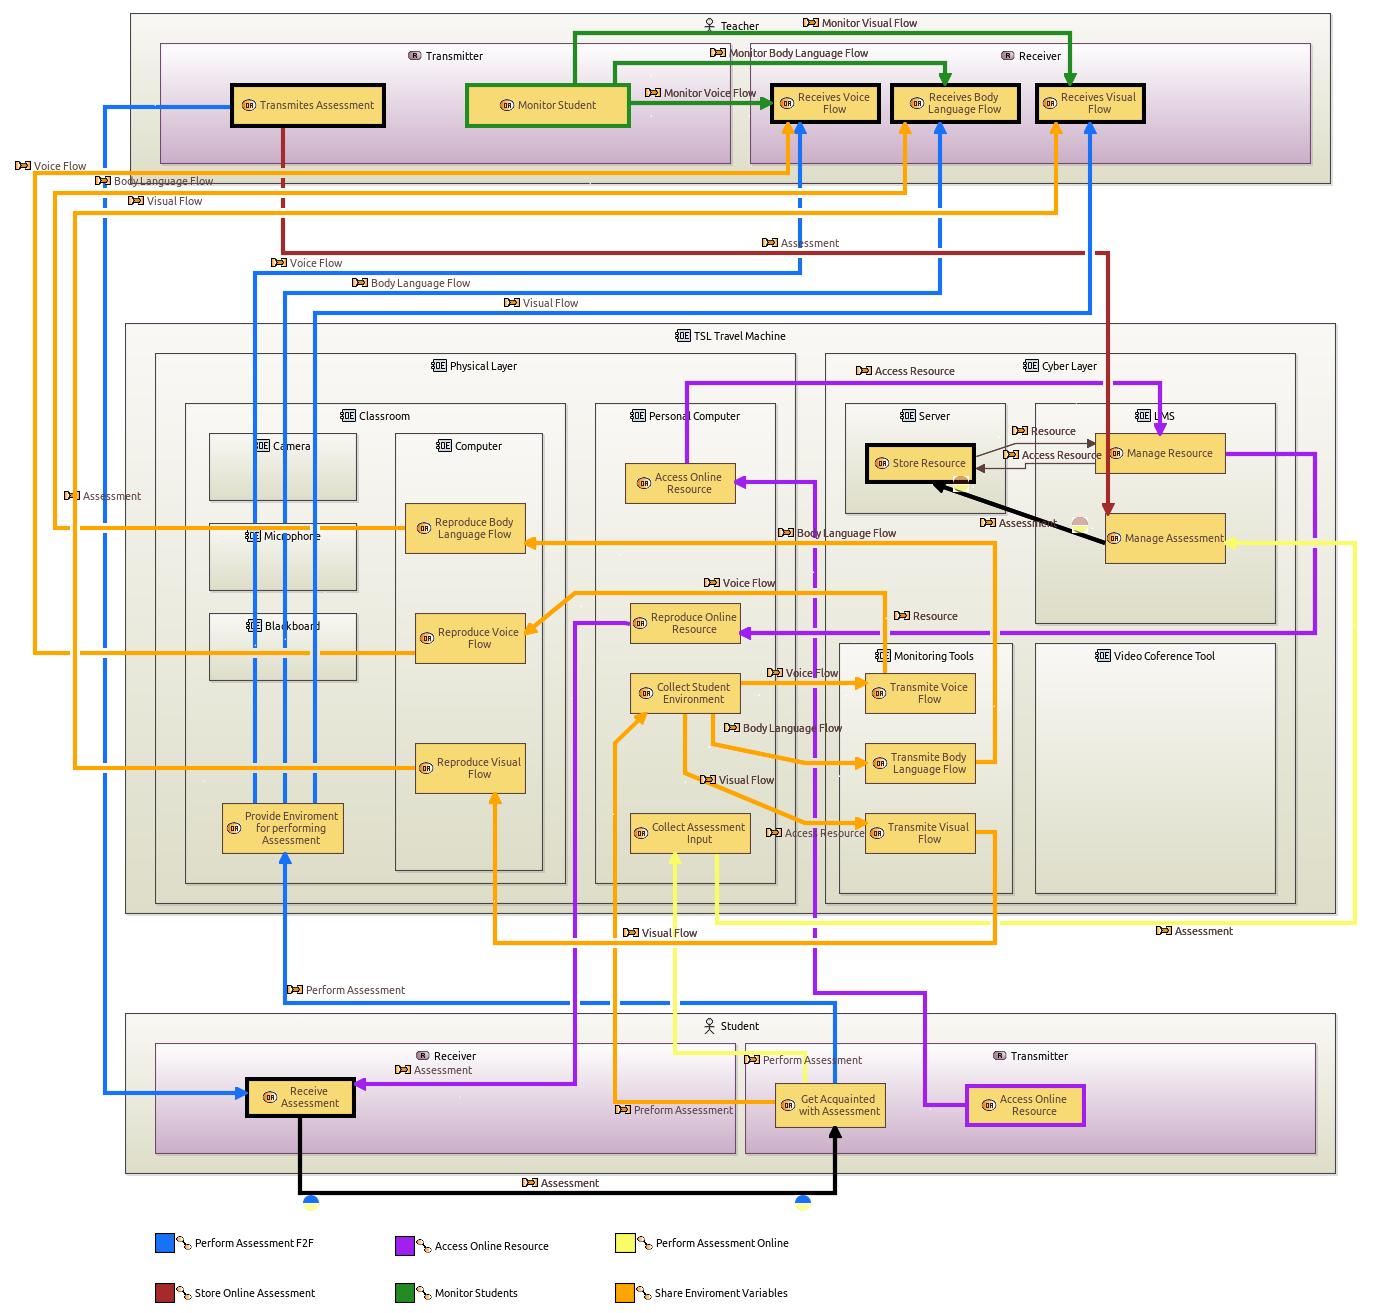 Monitor Visual Flow
Teacher
Transmitter
Monitor Body Language Flow
Receiver
Monitor Voice Flow
Transmites Assessment
Monitor Student
Receives Voice
Flow
Receives Body
Language Flow
Receives Visual
Flow
Voice Flow
Body Language Flow
Visual Flow
Assessment
Voice Flow
Body Language Flow
Visual Flow
TSL Travel Machine
Physical Layer
Cyber Layer
Access Resource
Classroom
Personal Computer
Server
LMS
Camera
Computer
Resource
Access Resource
Store Resource
Manage Resource
Access Online
Resource
Assessment
Reproduce Body
Language Flow
Microphone
Body Language Flow
Assessment
Manage Assessment
Voice Flow
Blackboard
Reproduce Voice
Flow
Reproduce Online
Resource
Resource
Monitoring Tools
Video Coference Tool
Collect Student
Environment
Voice Flow
Transmite Voice
Flow
Body Language Flow
Reproduce Visual
Flow
Transmite Body
Language Flow
Visual Flow
Provide Enviroment
for performing
Assessment
Collect Assessment
Input
Access Resource
Transmite Visual
Flow
Visual Flow
Assessment
Perform Assessment
Student
Receiver
Transmitter
Assessment
Perform Assessment
Receive
Assessment
Preform Assessment
Get Acquainted
with Assessment
Access Online
Resource
Assessment
Perform Assessment F2F
Access Online Resource
Perform Assessment Online
Store Online Assessment
Monitor Students
Share Enviroment Variables